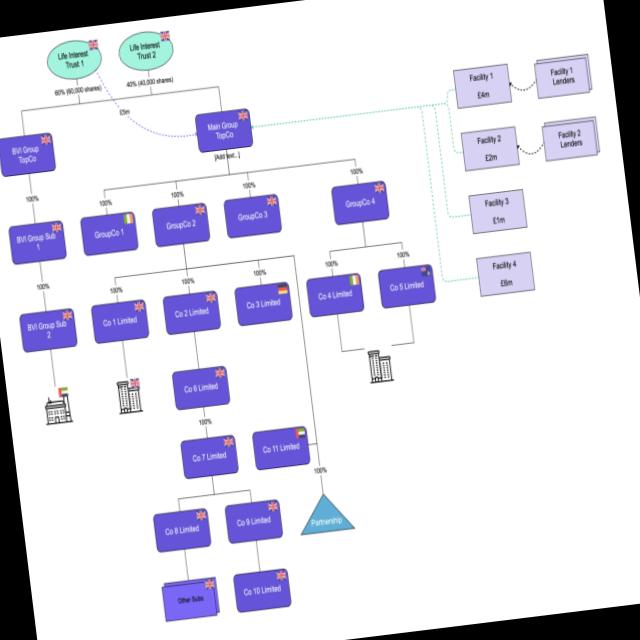 Life Interest
Trust 1
Life Interest
Trust 2
60% (60,000 shares)
40% (40,000 shares)
£5m
BVI Group
TopCo
Main Group
TopCo
[Add text...]
Facility 1
£4m
Facility 1
Lenders
Facility 2
£2m
Facility 2
Lenders
Facility 3
£1m
Facility 4
£6m
100%
100%
100%
100%
100%
BVI Group Sub
1
GroupCo 1
GroupCo 2
GroupCo 3
GroupCo 4
100%
100%
100%
100%
100%
100%
BVI Group Sub
2
Co 1 Limited
Co 2 Limited
Co 3 Limited
Co 4 Limited
Co 5 Limited
Co 6 Limited
100%
Co 7 Limited
Co 11 Limited
100%
Co 8 Limited
Co 9 Limited
Partnership
Other Subs
Co 10 Limited